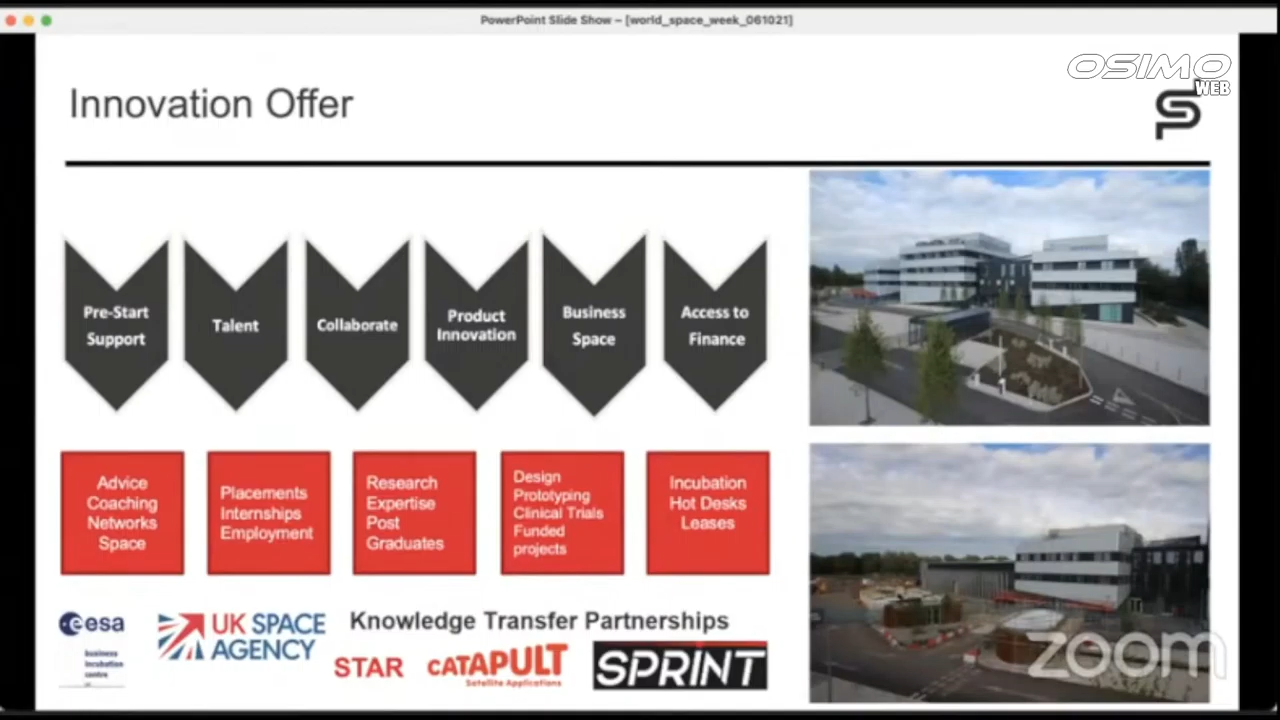 PowerPoint Slide Show – [world_space_week_061021]
OSIMO
WEB
Innovation Offer
Pre-Start
Support
Talent
Collaborate
Product
Innovation
Business
Space
Access to
Finance
Advice
Coaching
Networks
Space
Placements
Internships
Employment
Research
Expertise
Post
Graduates
Design
Prototyping
Clinical Trials
Funded
projects
Incubation
Hot Desks
Leases
esa
business
incubation
centre
UK SPACE
AGENCY
Knowledge Transfer Partnerships
STAR
CATAPULT
Satellite Applications
SPRINT
zoom